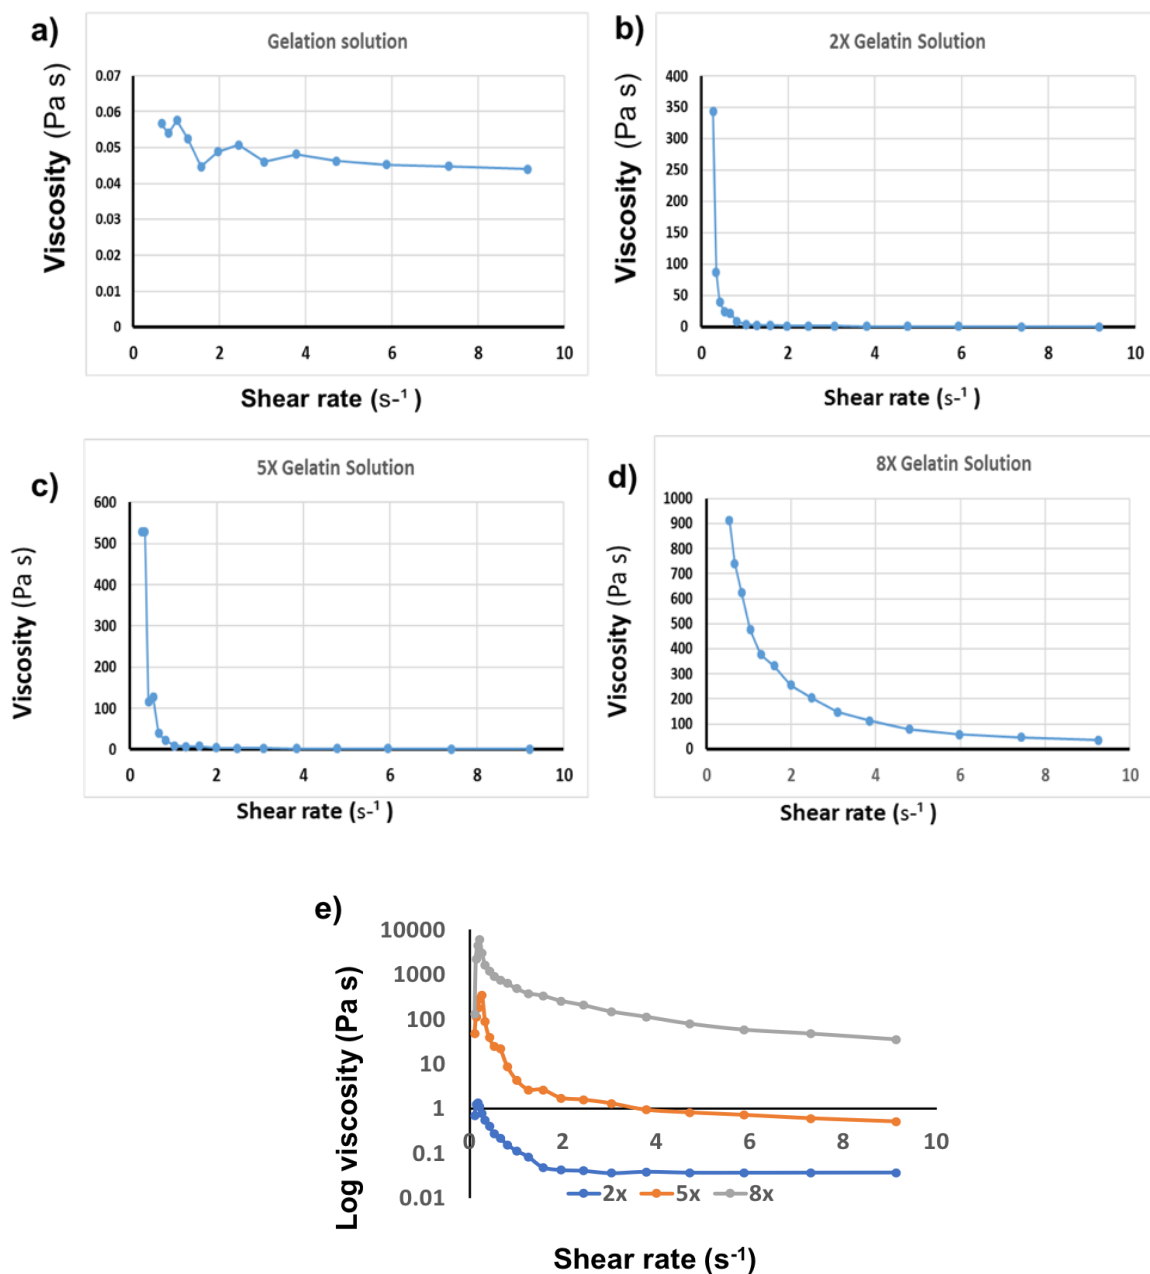 a)
Gelation solution
Viscosity (Pa s)
0.07
0.06
0.05
0.04
0.03
0.02
0.01
0
0 2 4 6 8 10
Shear rate (s-¹ )
b)
2X Gelatin Solution
Viscosity (Pa s)
400
350
300
250
200
150
100
50
0
0 2 4 6 8 10
Shear rate (s-¹ )
c)
5X Gelatin Solution
Viscosity (Pa s)
600
500
400
300
200
100
0
0 2 4 6 8 10
Shear rate (s-¹ )
d)
8X Gelatin Solution
Viscosity (Pa s)
1000
900
800
700
600
500
400
300
200
100
0
0 2 4 6 8 10
Shear rate (s-¹ )
e)
Log viscosity (Pa s)
10000
1000
100
10
1
0.1
0.01
0 2 4 6 8 10
2x 5x 8x
Shear rate (s⁻¹)